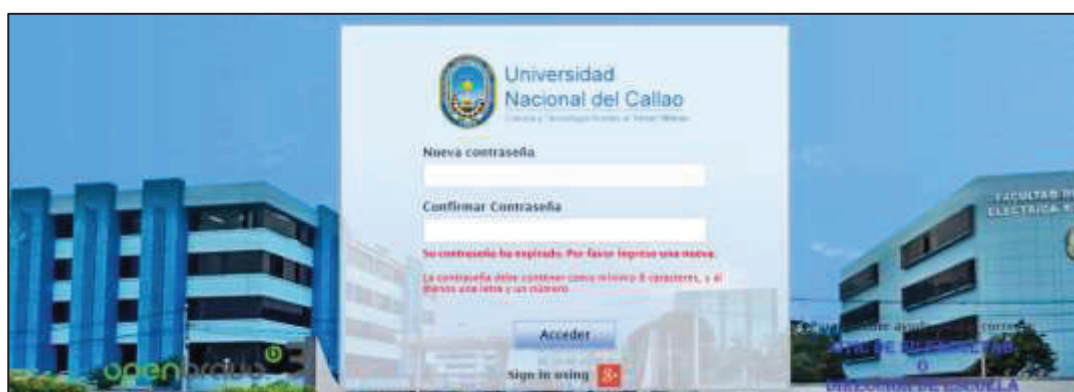 Universidad
Nacional del Callao
Nueva contraseña
Confirmar Contraseña
Su contraseña ha expirado. Por favor ingrese una nueva.
La contraseña debe contener como mínimo 8 caracteres, y al
menos una letra y un número
Acceder
Sign in using
g+
openbravo 3
FACULTAD DE
ELECTRICA Y
O